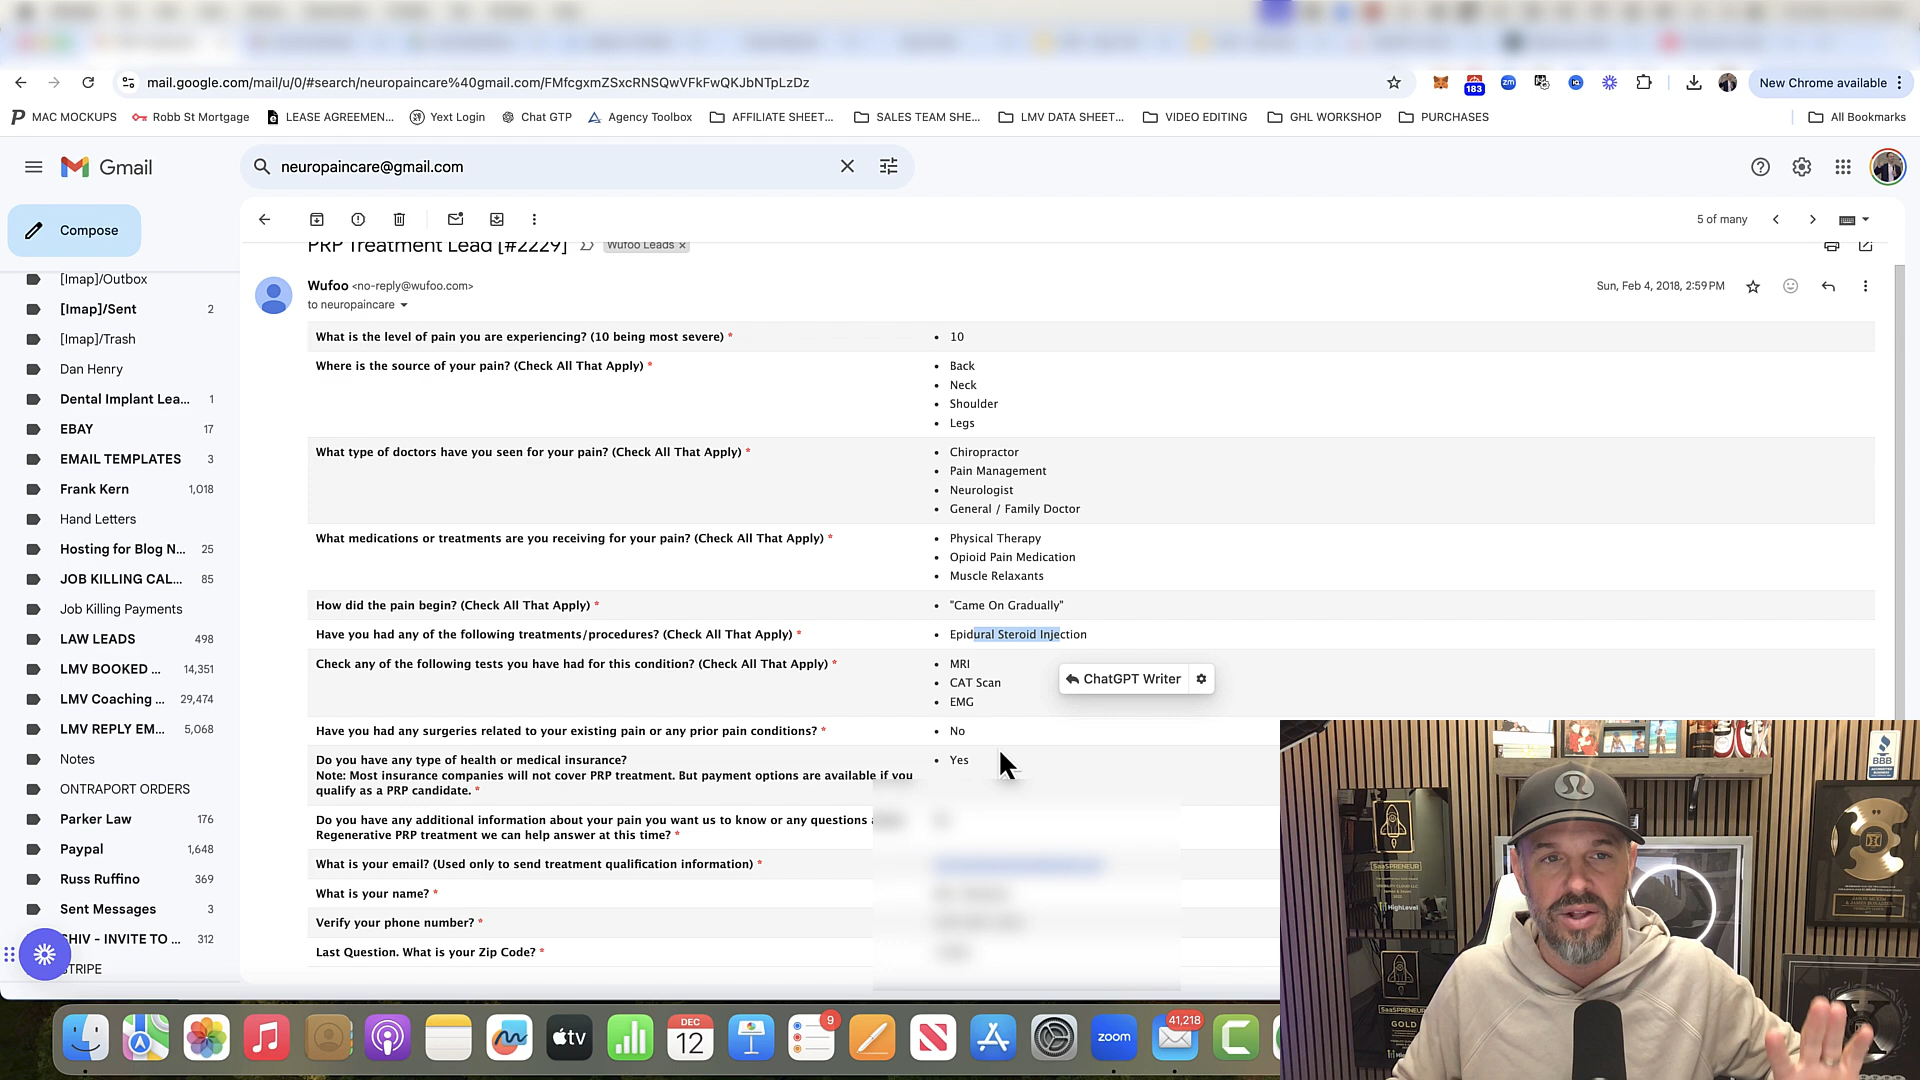 mail.google.com/mail/u/0/#search/neuropaincare%40gmail.com/FMfcgxmZSxcRNSQwVFkFwQKJbNTpLzDz
183
zm
New Chrome available
MAC MOCKUPS
Robb St Mortgage
LEASE AGREEMEN...
Yext Login
Chat GTP
Agency Toolbox
AFFILIATE SHEET...
SALES TEAM SHE...
LMV DATA SHEET...
VIDEO EDITING
GHL WORKSHOP
PURCHASES
All Bookmarks
Gmail
neuropaincare@gmail.com
Compose
5 of many
PRP Treatment Lead [#2229]
Wufoo Leads ×
[Imap]/Outbox
[Imap]/Sent 2
[Imap]/Trash
Dan Henry
Dental Implant Lea... 1
EBAY 17
EMAIL TEMPLATES 3
Frank Kern 1,018
Hand Letters
Hosting for Blog N... 25
JOB KILLING CAL... 85
Job Killing Payments
LAW LEADS 498
LMV BOOKED ... 14,351
LMV Coaching ... 29,474
LMV REPLY EM... 5,068
Notes
ONTRAPORT ORDERS
Parker Law 176
Paypal 1,648
Russ Ruffino 369
Sent Messages 3
SHIV - INVITE TO ... 312
STRIPE
Wufoo <no-reply@wufoo.com>
to neuropaincare
Sun, Feb 4, 2018, 2:59 PM
What is the level of pain you are experiencing? (10 being most severe) *
• 10
Where is the source of your pain? (Check All That Apply) *
• Back
• Neck
• Shoulder
• Legs
What type of doctors have you seen for your pain? (Check All That Apply) *
• Chiropractor
• Pain Management
• Neurologist
• General / Family Doctor
What medications or treatments are you receiving for your pain? (Check All That Apply) *
• Physical Therapy
• Opioid Pain Medication
• Muscle Relaxants
How did the pain begin? (Check All That Apply) *
• "Came On Gradually"
Have you had any of the following treatments/procedures? (Check All That Apply) *
• Epidural Steroid Injection
Check any of the following tests you have had for this condition? (Check All That Apply) *
• MRI
• CAT Scan
• EMG
ChatGPT Writer
Have you had any surgeries related to your existing pain or any prior pain conditions? *
• No
Do you have any type of health or medical insurance?
Note: Most insurance companies will not cover PRP treatment. But payment options are available if you
qualify as a PRP candidate. *
• Yes
Do you have any additional information about your pain you want us to know or any questions
Regenerative PRP treatment we can help answer at this time? *
What is your email? (Used only to send treatment qualification information) *
What is your name? *
Verify your phone number? *
Last Question. What is your Zip Code? *
BBB
SaaSPRENEUR
HighLevel
SaaSPRENEUR
GOLD
DEC
12
9
tv
zoom
41,218